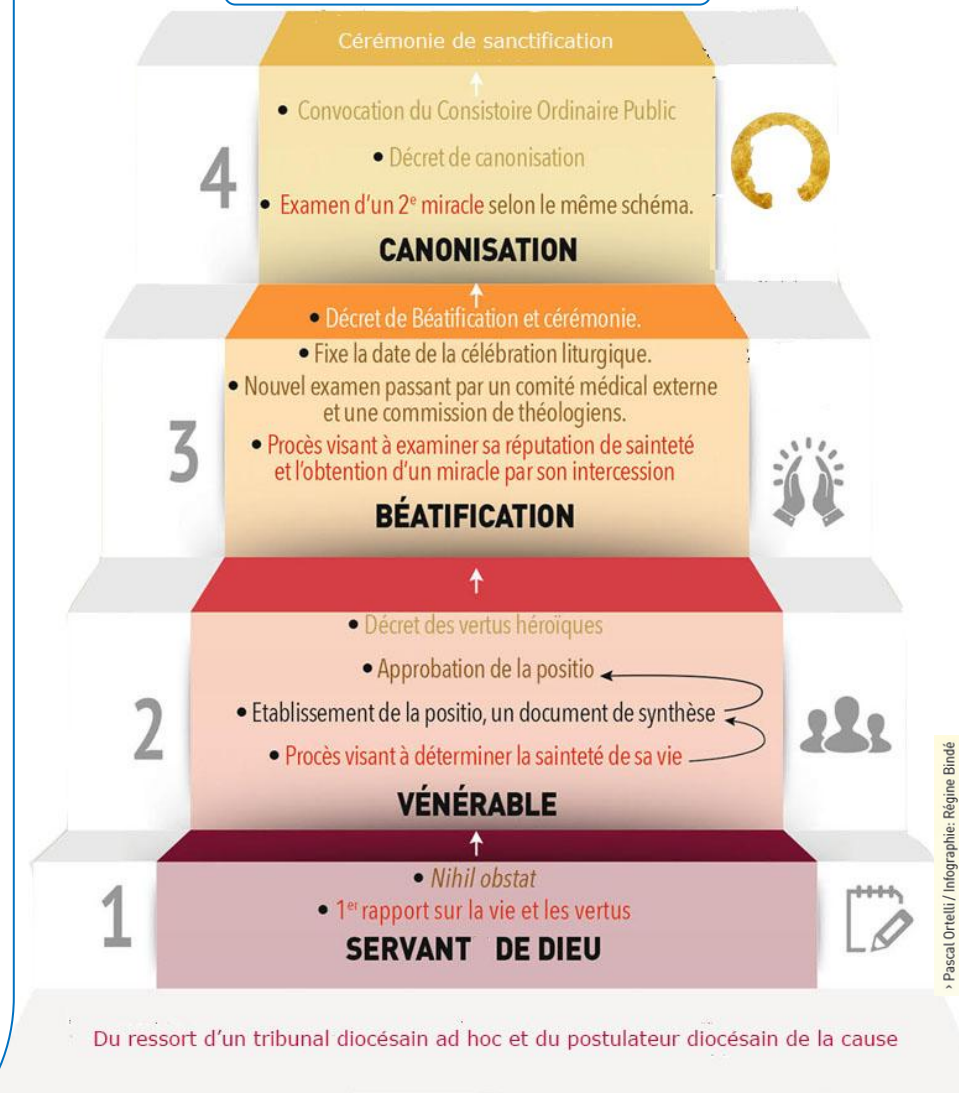 Cérémonie de sanctification
• Convocation du Consistoire Ordinaire Public
• Décret de canonisation
• Examen d'un 2e miracle selon le même schéma.
4
CANONISATION
• Décret de Béatification et cérémonie.
• Fixe la date de la célébration liturgique.
• Nouvel examen passant par un comité médical externe
et une commission de théologiens.
• Procès visant à examiner sa réputation de sainteté
et l'obtention d'un miracle par son intercession
3
BÉATIFICATION
• Décret des vertus héroïques
• Approbation de la positio
• Etablissement de la positio, un document de synthèse
• Procès visant à déterminer la sainteté de sa vie
2
VÉNÉRABLE
• Nihil obstat
• 1er rapport sur la vie et les vertus
1
SERVANT DE DIEU
Du ressort d'un tribunal diocésain ad hoc et du postulateur diocésain de la cause
› Pascal Ortelli / Infographie: Régine Bindé